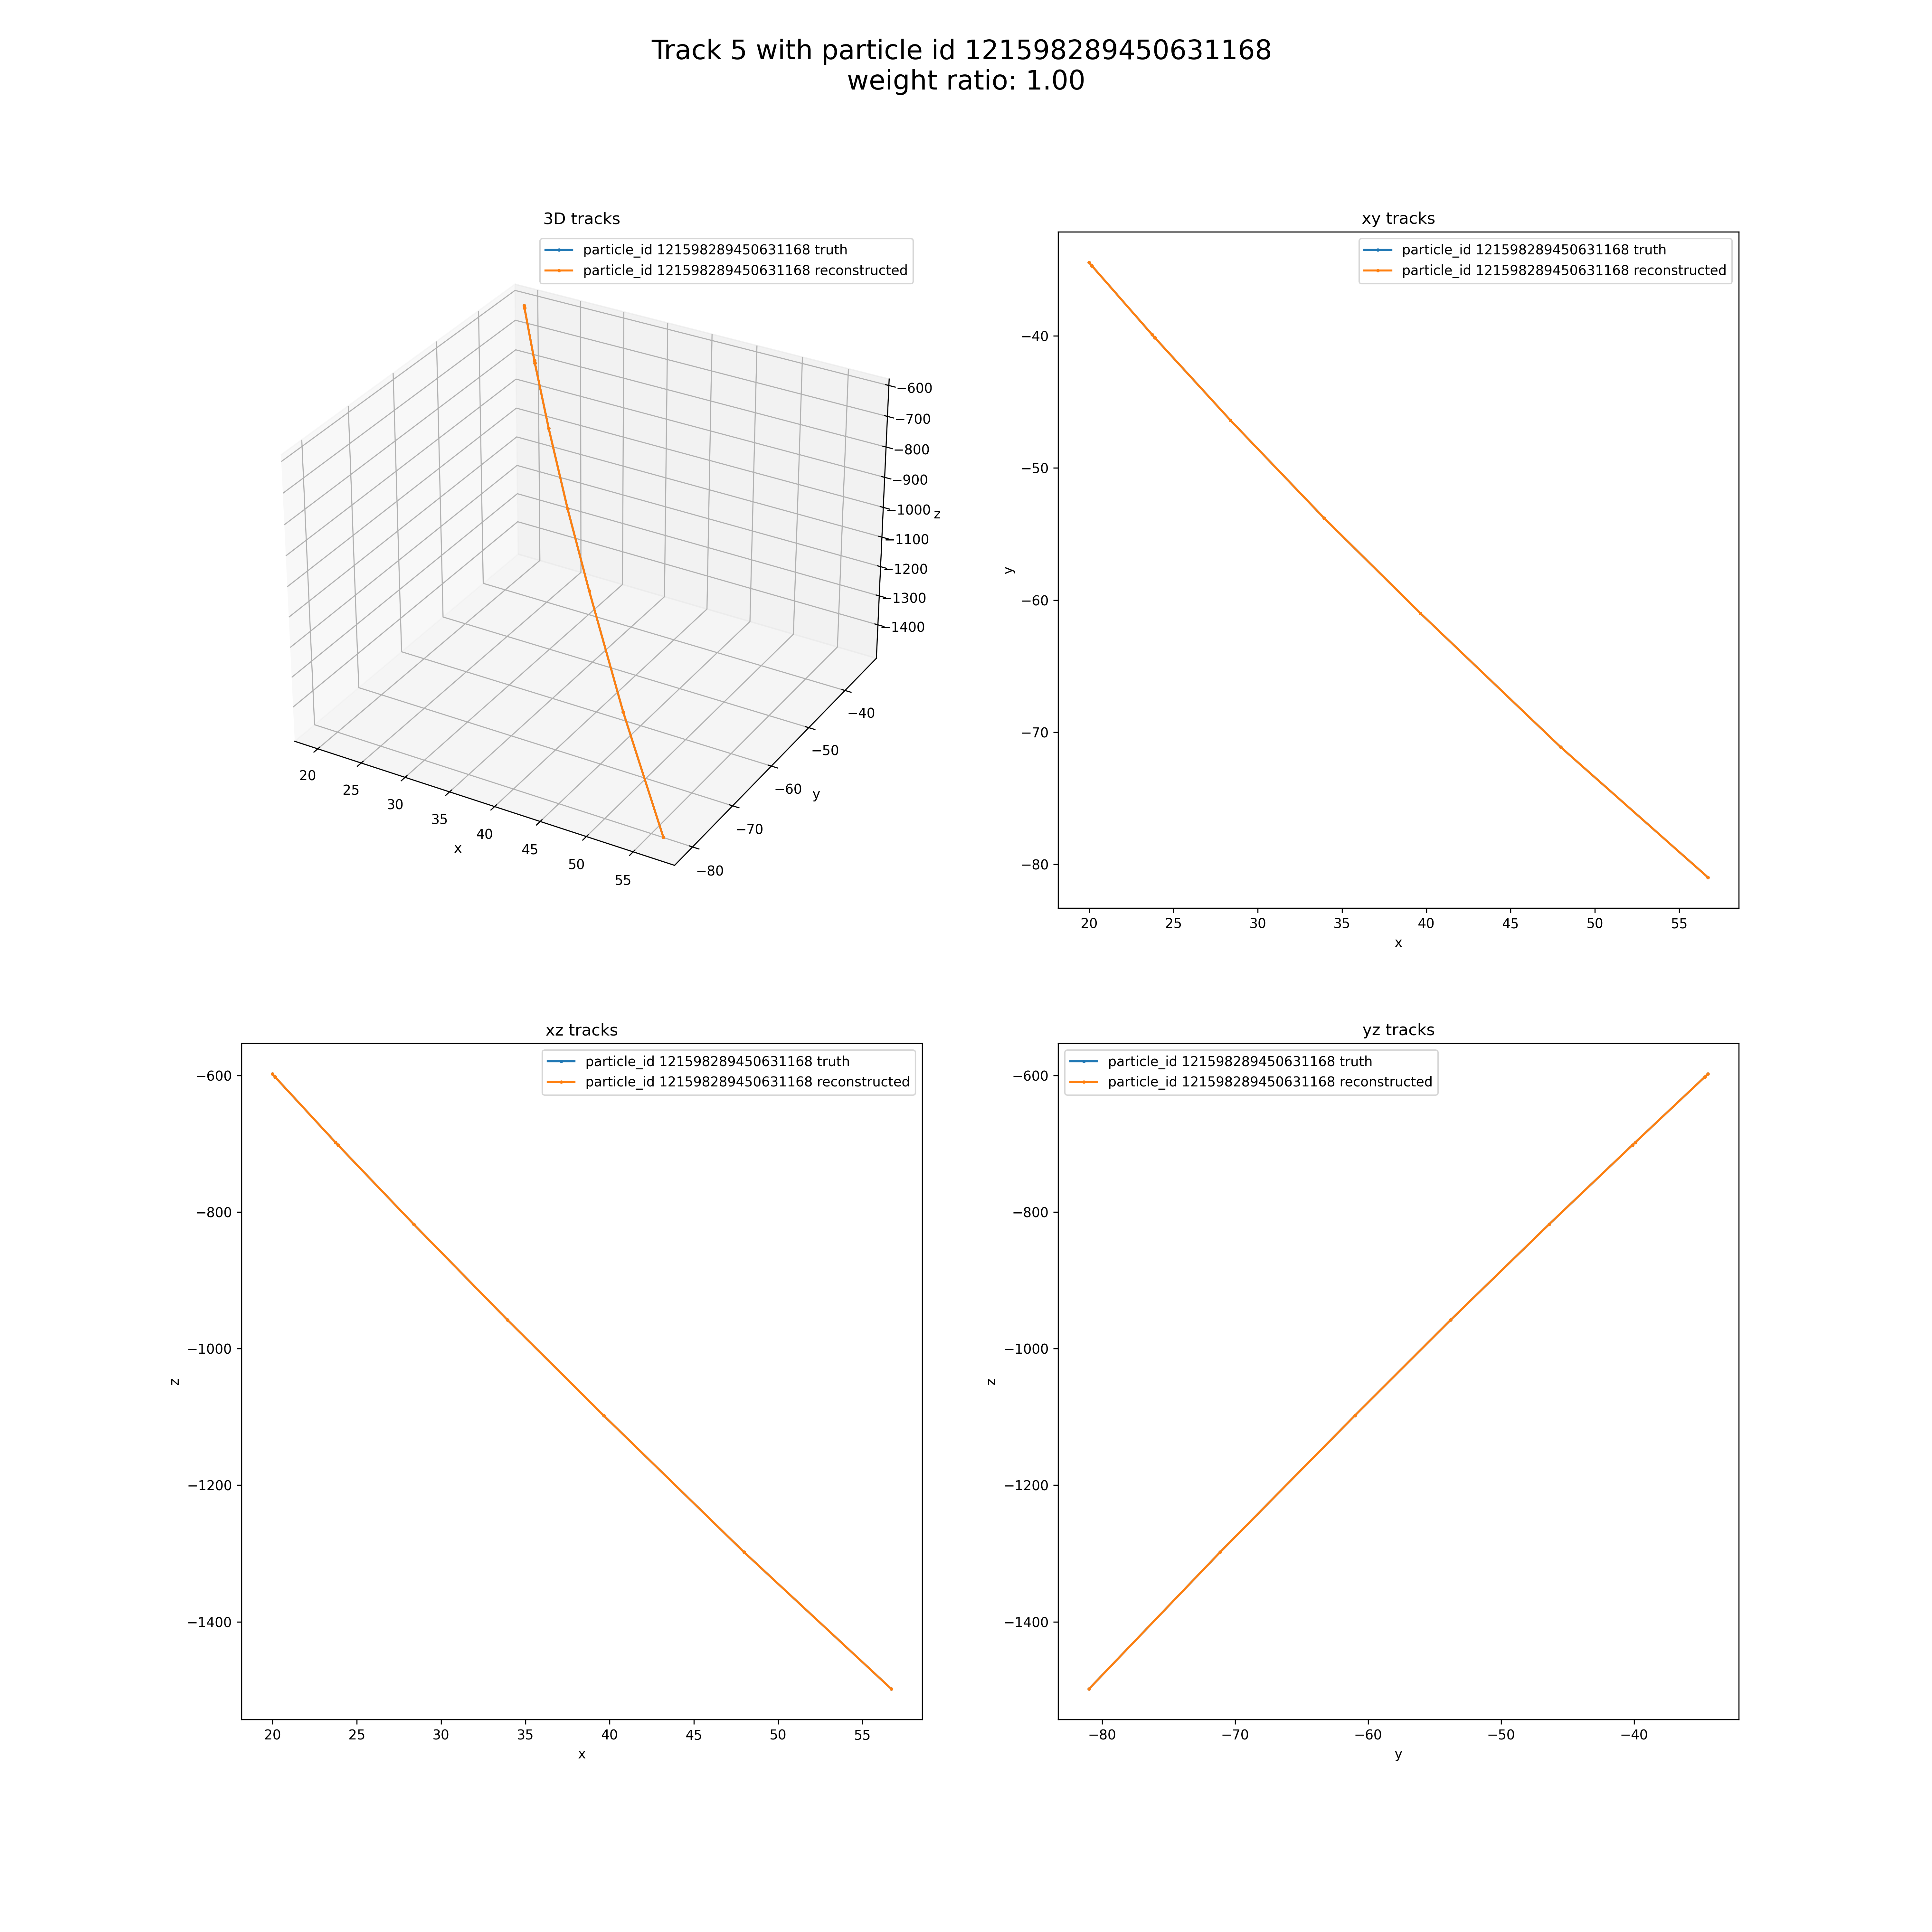 Track 5 with particle id 121598289450631168
weight ratio: 1.00
3D tracks
particle_id 121598289450631168 truth
particle_id 121598289450631168 reconstructed
−600
−700
−800
−900
−1000
−1100
−1200
−1300
−1400
z
−40
−50
−60
−70
−80
y
20
25
30
35
40
45
50
55
x
xy tracks
particle_id 121598289450631168 truth
particle_id 121598289450631168 reconstructed
−40
−50
−60
−70
−80
y
20 25 30 35 40 45 50 55
x
xz tracks
particle_id 121598289450631168 truth
particle_id 121598289450631168 reconstructed
−600
−800
−1000
−1200
−1400
z
20 25 30 35 40 45 50 55
x
yz tracks
particle_id 121598289450631168 truth
particle_id 121598289450631168 reconstructed
−600
−800
−1000
−1200
−1400
z
−80 −70 −60 −50 −40
y